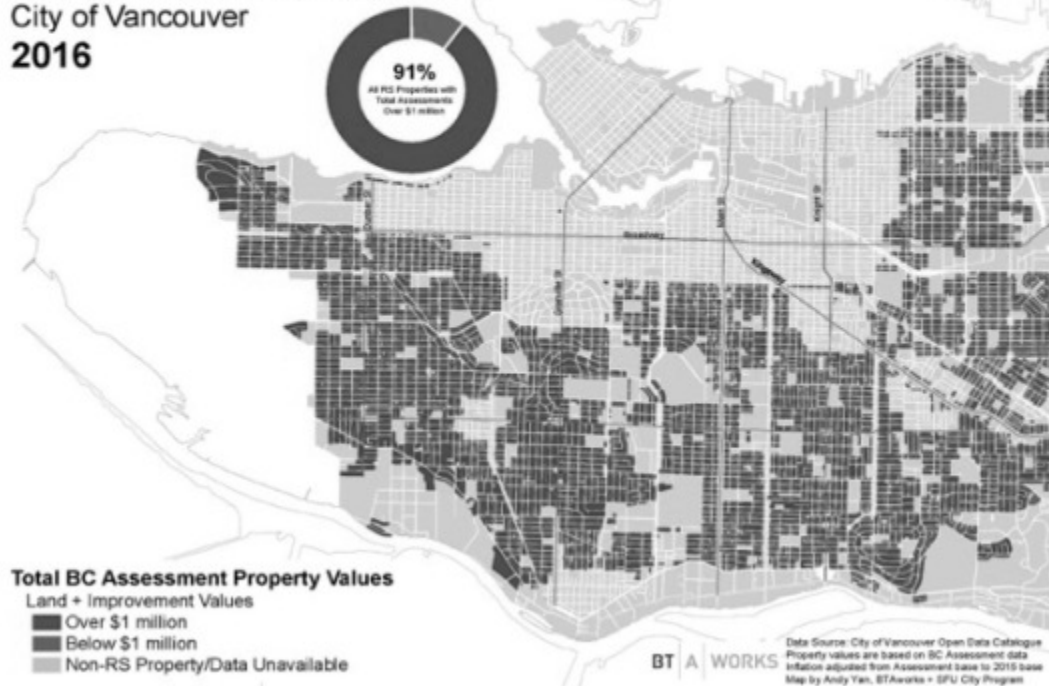 City of Vancouver
2016
91%
All RS Properties with
Total Assessments
Over $1 million
Broadway
Main St
Knight St
Kingsway
Granville St
Total BC Assessment Property Values
Land + Improvement Values
Over $1 million
Below $1 million
Non-RS Property/Data Unavailable
BT A WORKS
Data Source: City of Vancouver Open Data Catalogue
Property values are based on BC Assessment data
Inflation adjusted from Assessment base to 2015 base
Map by Andy Yan, BTAworks + SFU City Program